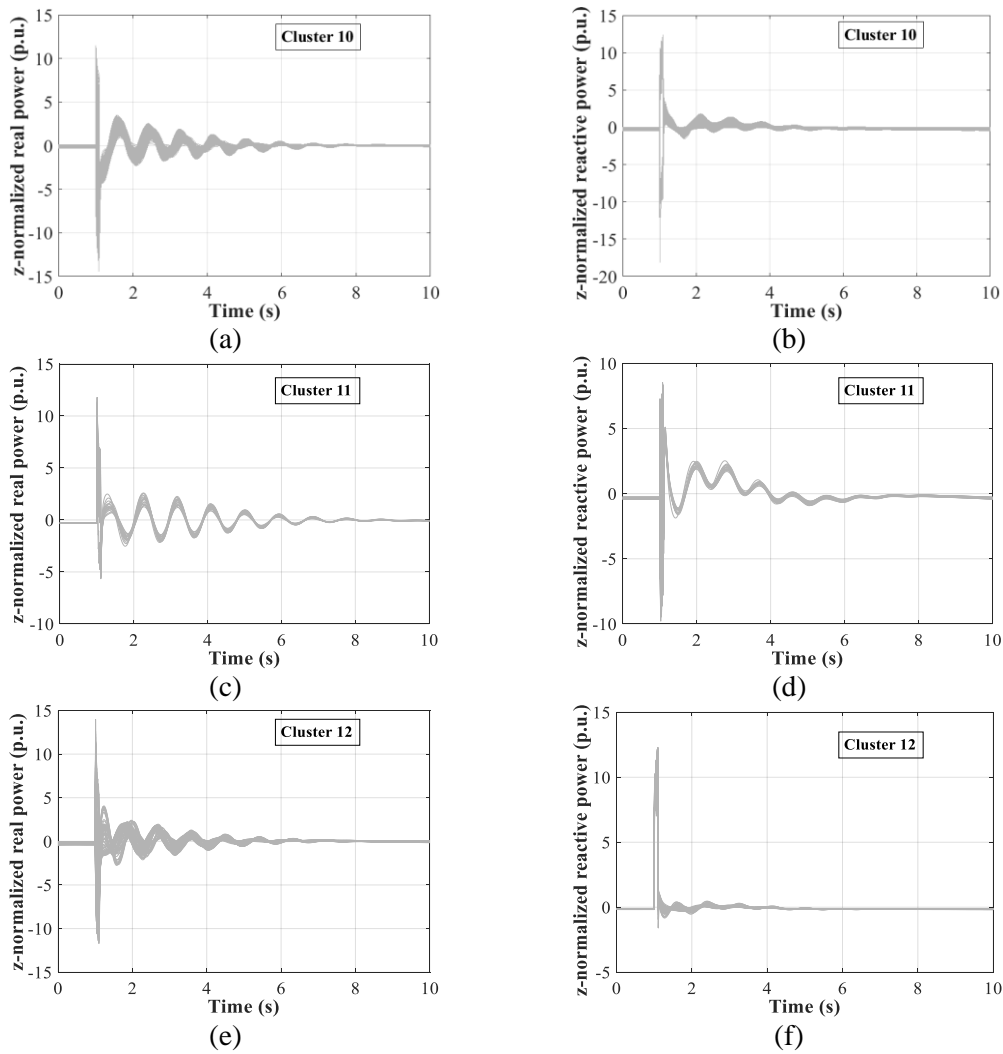 z-normalized real power (p.u.)
15
10
5
0
-5
-10
-15
Cluster 10
0 2 4 6 8 10
Time (s)
(a)
z-normalized reactive power (p.u.)
15
10
5
0
-5
-10
-15
-20
Cluster 10
0 2 4 6 8 10
Time (s)
(b)
z-normalized real power (p.u.)
15
10
5
0
-5
-10
Cluster 11
0 2 4 6 8 10
Time (s)
(c)
z-normalized reactive power (p.u.)
10
5
0
-5
-10
Cluster 11
0 2 4 6 8 10
Time (s)
(d)
z-normalized real power (p.u.)
15
10
5
0
-5
-10
-15
Cluster 12
0 2 4 6 8 10
Time (s)
(e)
z-normalized reactive power (p.u.)
15
10
5
0
-5
Cluster 12
0 2 4 6 8 10
Time (s)
(f)